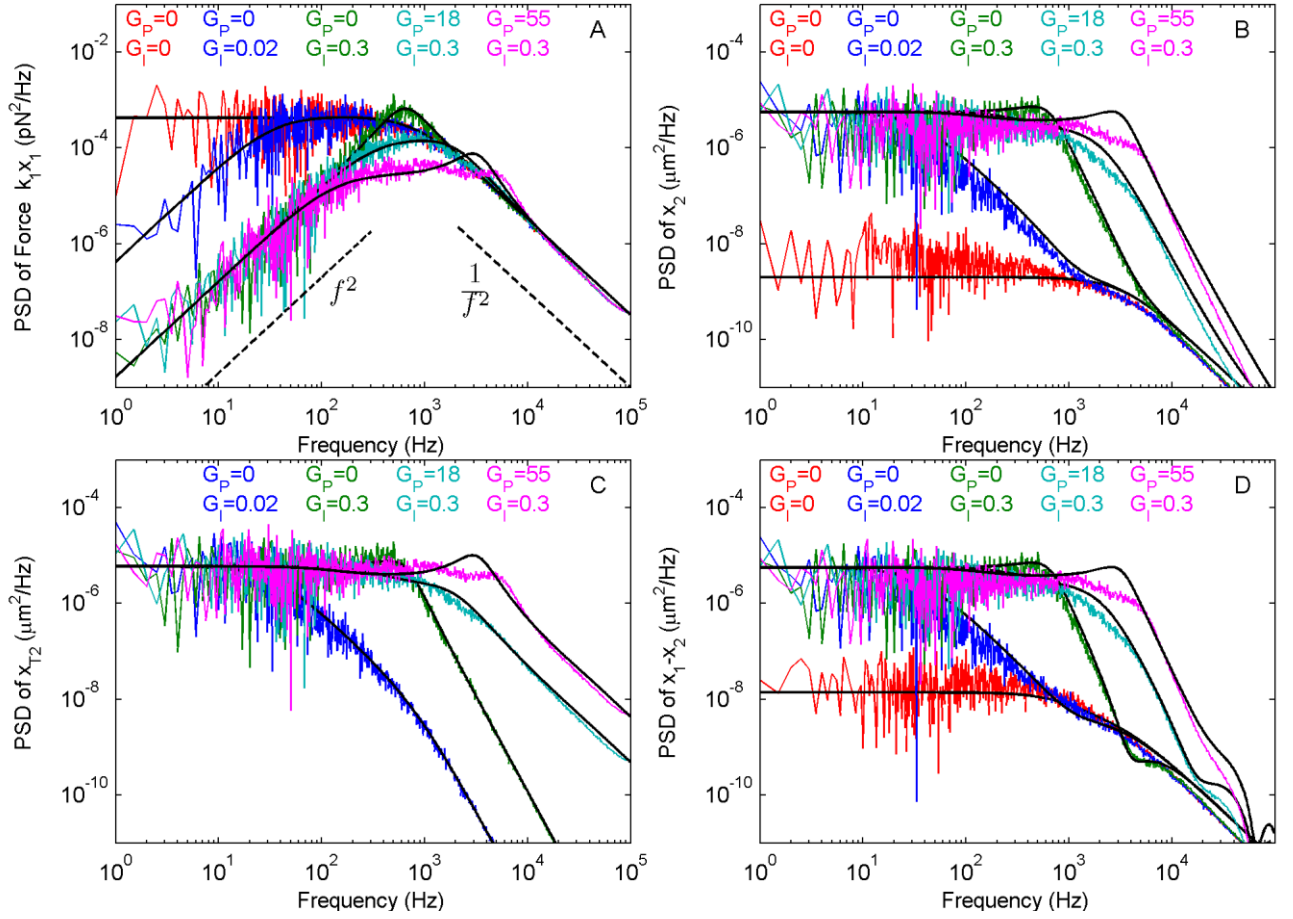 G_P=0 G_P=0 G_P=0 G_P=18 G_P=55 A
G_I=0 G_I=0.02 G_I=0.3 G_I=0.3 G_I=0.3
PSD of Force k_1x_1 (pN^2/Hz)
10^-2
10^-4
10^-6
10^-8
f^2
1/f^2
10^0 10^1 10^2 10^3 10^4 10^5
Frequency (Hz)
G_P=0 G_P=0 G_P=0 G_P=18 G_P=55 B
G_I=0 G_I=0.02 G_I=0.3 G_I=0.3 G_I=0.3
PSD of x_2 (μm^2/Hz)
10^-4
10^-6
10^-8
10^-10
10^0 10^1 10^2 10^3 10^4
Frequency (Hz)
G_P=0 G_P=0 G_P=18 G_P=55 C
G_I=0.02 G_I=0.3 G_I=0.3 G_I=0.3
PSD of x_T2 (μm^2/Hz)
10^-4
10^-6
10^-8
10^-10
10^0 10^1 10^2 10^3 10^4 10^5
Frequency (Hz)
G_P=0 G_P=0 G_P=0 G_P=18 G_P=55 D
G_I=0 G_I=0.02 G_I=0.3 G_I=0.3 G_I=0.3
PSD of x_1-x_2 (μm^2/Hz)
10^-4
10^-6
10^-8
10^-10
10^0 10^1 10^2 10^3 10^4
Frequency (Hz)